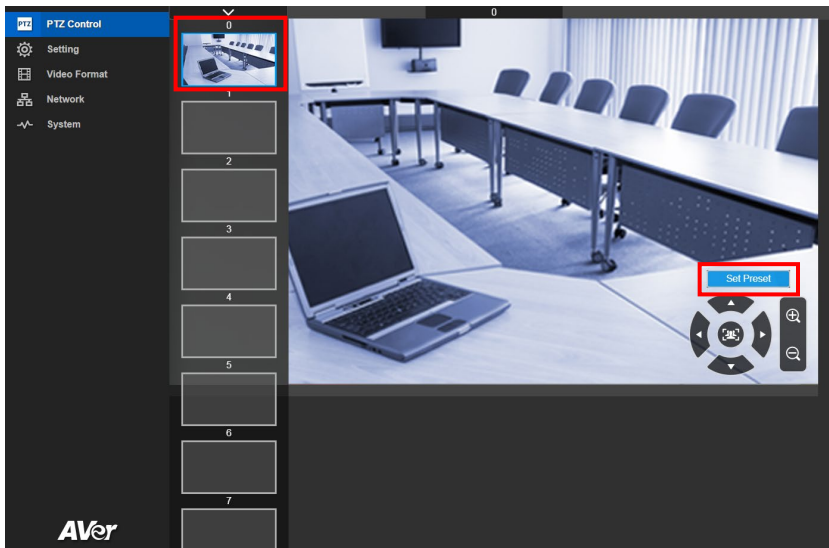 PTZ PTZ Control
Setting
Video Format
Network
System
AVer
0
1
2
3
4
5
6
7
0
Set Preset